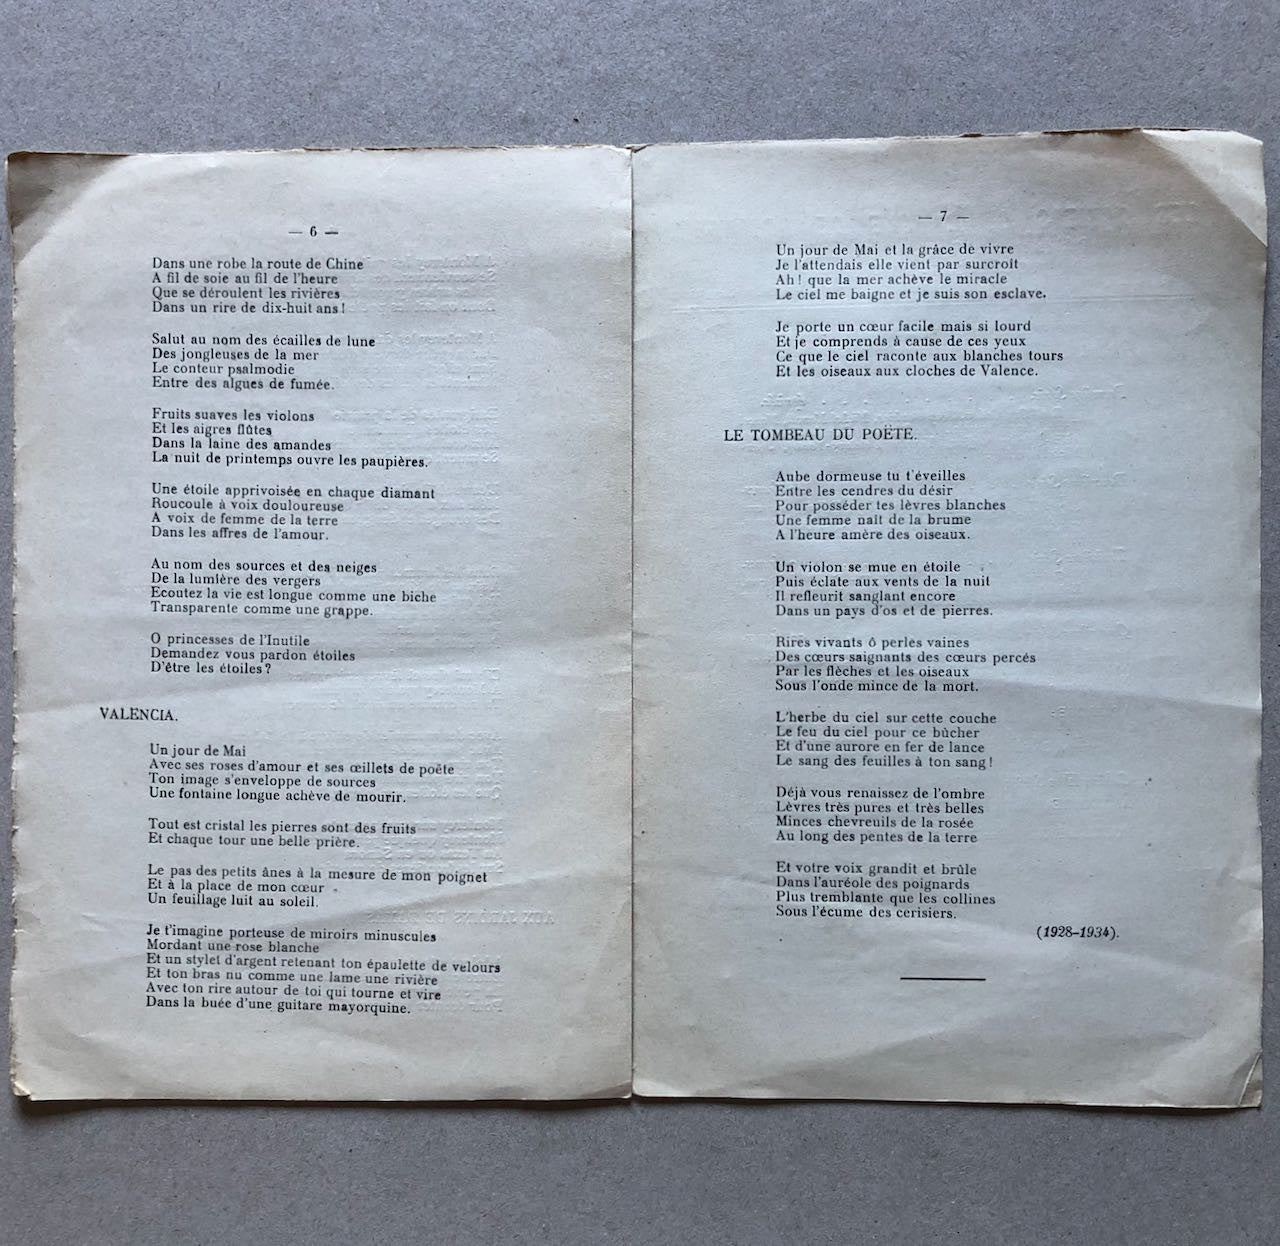 — 6 —
Dans une robe la route de Chine
A fil de soie au fil de l'heure
Que se déroulent les rivières
Dans un rire de dix-huit ans!
Salut au nom des écailles de lune
Des jongleuses de la mer
Le conteur psalmodie
Entre des algues de fumée.
Fruits suaves les violons
Et les aigres flûtes
Dans la laine des amandes
La nuit de printemps ouvre les paupières.
Une étoile apprivoisée en chaque diamant
Roucoule à voix douloureuse
A voix de femme de la terre
Dans les affres de l'amour.
Au nom des sources et des neiges
De la lumière des vergers
Ecoutez la vie est longue comme une biche
Transparente comme une grappe.
O princesses de l'Inutile
Demandez vous pardon étoiles
D'être les étoiles?
VALENCIA.
Un jour de Mai
Avec ses roses d'amour et ses œillets de poëte
Ton image s'enveloppe de sources
Une fontaine longue achève de mourir.
Tout est cristal les pierres sont des fruits
Et chaque tour une belle prière.
Le pas des petits ânes à la mesure de mon poignet
Et à la place de mon cœur
Un feuillage luit au soleil.
Je t'imagine porteuse de miroirs minuscules
Mordant une rose blanche
Et un stylet d'argent retenant ton épaulette de velours
Et ton bras nu comme une lame une rivière
Avec ton rire autour de toi qui tourne et vire
Dans la buée d'une guitare mayorquine.
— 7 —
Un jour de Mai et la grâce de vivre
Je l'attendais elle vient par surcroît
Ah! que la mer achève le miracle
Le ciel me baigne et je suis son esclave.
Je porte un cœur facile mais si lourd
Et je comprends à cause de ces yeux
Ce que le ciel raconte aux blanches tours
Et les oiseaux aux cloches de Valence.
LE TOMBEAU DU POËTE.
Aube dormeuse tu t'éveilles
Entre les cendres du désir
Pour posséder tes lèvres blanches
Une femme naît de la brume
A l'heure amère des oiseaux.
Un violon se mue en étoile
Puis éclate aux vents de la nuit
Il refleurit sanglant encore
Dans un pays d'os et de pierres.
Rires vivants ô perles vaines
Des cœurs saignants des cœurs percés
Par les flèches et les oiseaux
Sous l'onde mince de la mort.
L'herbe du ciel sur cette couche
Le feu du ciel pour ce bûcher
Et d'une aurore en fer de lance
Le sang des feuilles à ton sang!
Déjà vous renaissez de l'ombre
Lèvres très pures et très belles
Minces chevreuils de la rosée
Au long des pentes de la terre
Et votre voix grandit et brûle
Dans l'auréole des poignards
Plus tremblante que les collines
Sous l'écume des cerisiers.
(1928-1934).